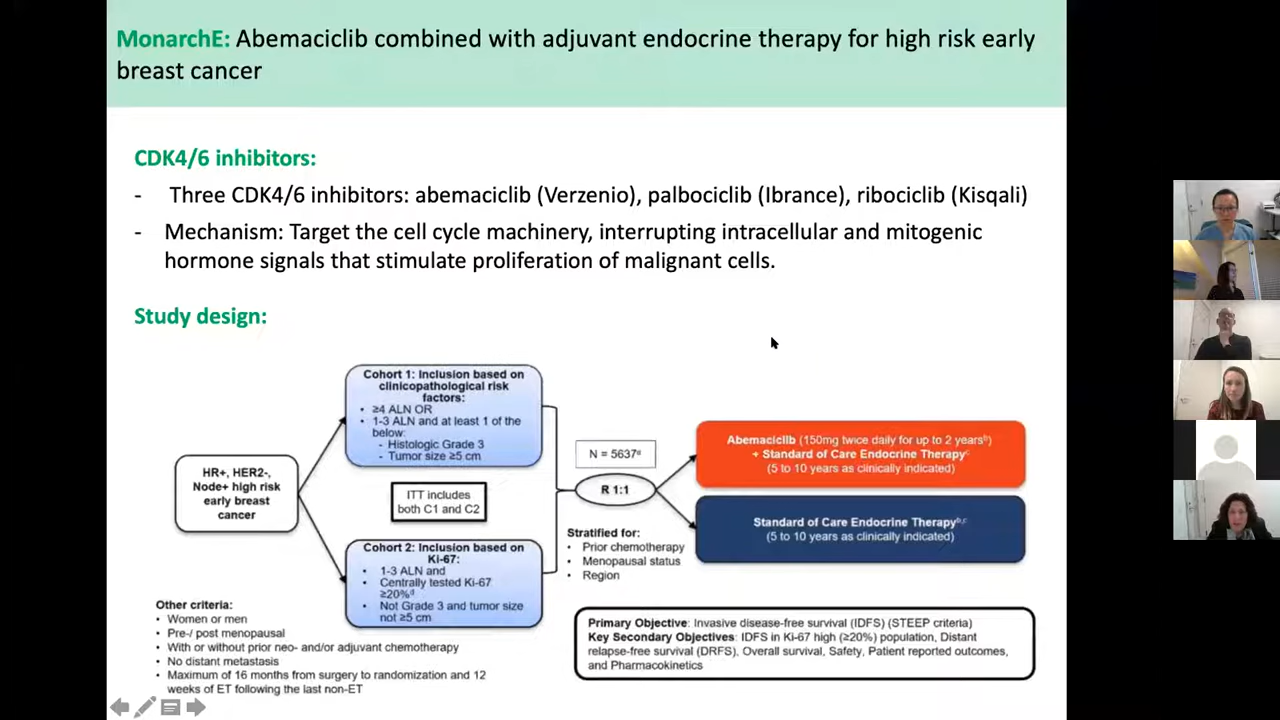 MonarchE: Abemaciclib combined with adjuvant endocrine therapy for high risk early
breast cancer
CDK4/6 inhibitors:
- Three CDK4/6 inhibitors: abemaciclib (Verzenio), palbociclib (Ibrance), ribociclib (Kisqali)
- Mechanism: Target the cell cycle machinery, interrupting intracellular and mitogenic
hormone signals that stimulate proliferation of malignant cells.
Study design:
HR+, HER2-,
Node+ high risk
early breast
cancer
Cohort 1: Inclusion based on
clinicopathological risk
factors:
• ≥4 ALN OR
• 1-3 ALN and at least 1 of the
below:
- Histologic Grade 3
- Tumor size ≥5 cm
ITT includes
both C1 and C2
Cohort 2: Inclusion based on
Ki-67:
• 1-3 ALN and
• Centrally tested Ki-67
≥20%ᵈ
• Not Grade 3 and tumor size
not ≥5 cm
N = 5637ᵃ
R 1:1
Stratified for:
• Prior chemotherapy
• Menopausal status
• Region
Abemaciclib (150mg twice daily for up to 2 yearsᵇ)
+ Standard of Care Endocrine Therapyᶜ
(5 to 10 years as clinically indicated)
Standard of Care Endocrine Therapyᵇ,ᶜ
(5 to 10 years as clinically indicated)
Other criteria:
• Women or men
• Pre-/ post menopausal
• With or without prior neo- and/or adjuvant chemotherapy
• No distant metastasis
• Maximum of 16 months from surgery to randomization and 12
weeks of ET following the last non-ET
Primary Objective: Invasive disease-free survival (IDFS) (STEEP criteria)
Key Secondary Objectives: IDFS in Ki-67 high (≥20%) population, Distant
relapse-free survival (DRFS), Overall survival, Safety, Patient reported outcomes,
and Pharmacokinetics